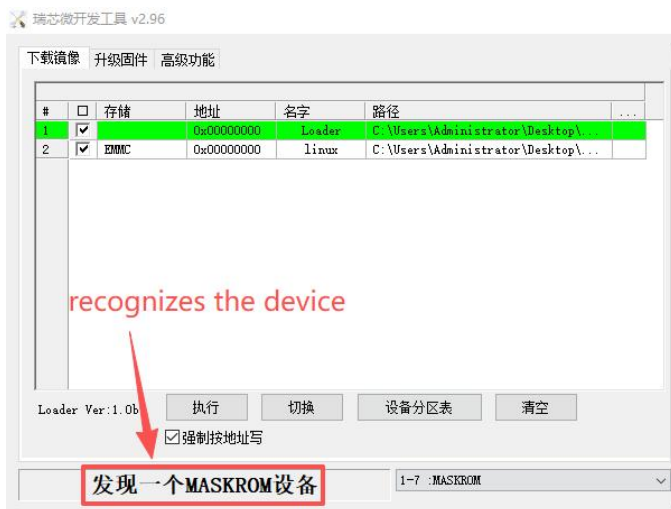 瑞芯微开发工具 v2.96
下载镜像 升级固件 高级功能
# 存储 地址 名字 路径 ...
1 0x00000000 Loader C:\Users\Administrator\Desktop\...
2 EMMC 0x00000000 linux C:\Users\Administrator\Desktop\...
recognizes the device
Loader Ver:1.0b 执行 切换 设备分区表 清空
强制按地址写
发现一个MASKROM设备 1-7 :MASKROM